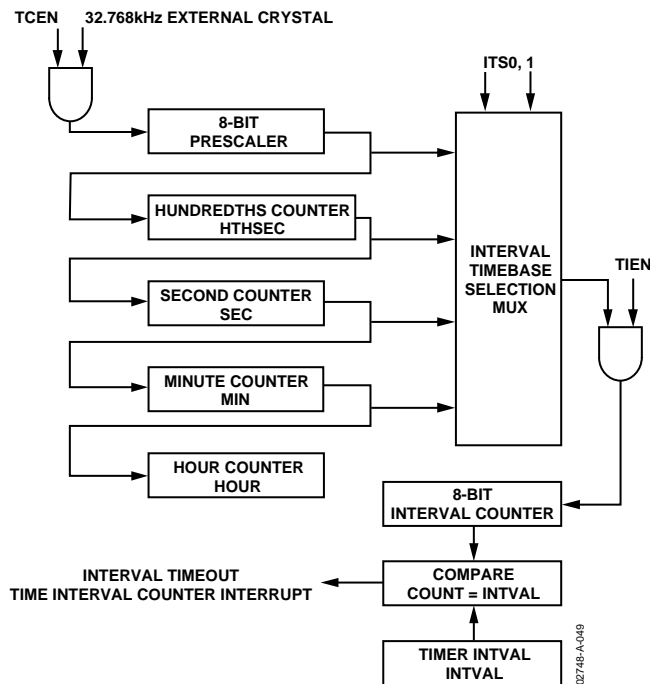 TCEN 32.768kHz EXTERNAL CRYSTAL
ITS0, 1
8-BIT
PRESCALER
HUNDREDTHS COUNTER
HTHSEC
INTERVAL
TIMEBASE
SELECTION
MUX
TIEN
SECOND COUNTER
SEC
MINUTE COUNTER
MIN
HOUR COUNTER
HOUR
8-BIT
INTERVAL COUNTER
INTERVAL TIMEOUT
TIME INTERVAL COUNTER INTERRUPT
COMPARE
COUNT = INTVAL
TIMER INTVAL
INTVAL
02748-A-049